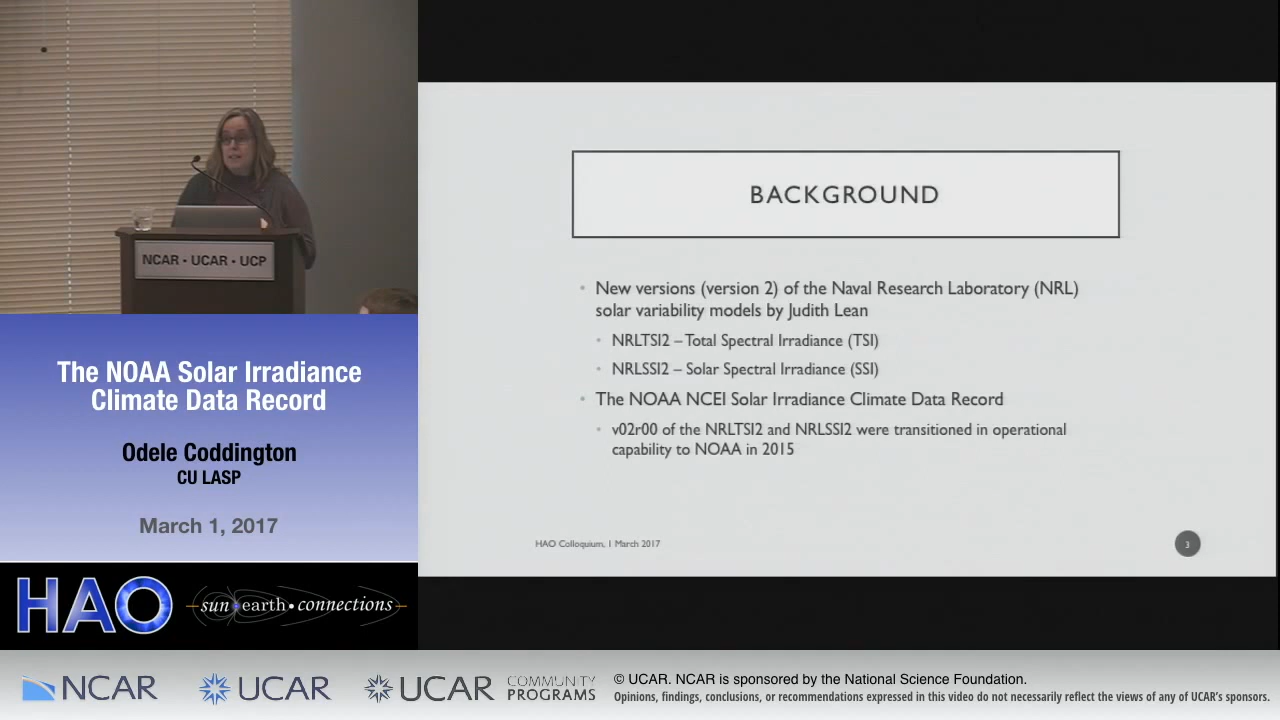 NCAR • UCAR • UCP
The NOAA Solar Irradiance
Climate Data Record
Odele Coddington
CU LASP
March 1, 2017
HAO
sun•earth•connections
BACKGROUND
• New versions (version 2) of the Naval Research Laboratory (NRL)
solar variability models by Judith Lean
• NRLTSI2 – Total Spectral Irradiance (TSI)
• NRLSSI2 – Solar Spectral Irradiance (SSI)
• The NOAA NCEI Solar Irradiance Climate Data Record
• v02r00 of the NRLTSI2 and NRLSSI2 were transitioned in operational
capability to NOAA in 2015
HAO Colloquium, 1 March 2017
3
NCAR
UCAR
UCAR
COMMUNITY
PROGRAMS
© UCAR. NCAR is sponsored by the National Science Foundation.
Opinions, findings, conclusions, or recommendations expressed in this video do not necessarily reflect the views of any of UCAR's sponsors.